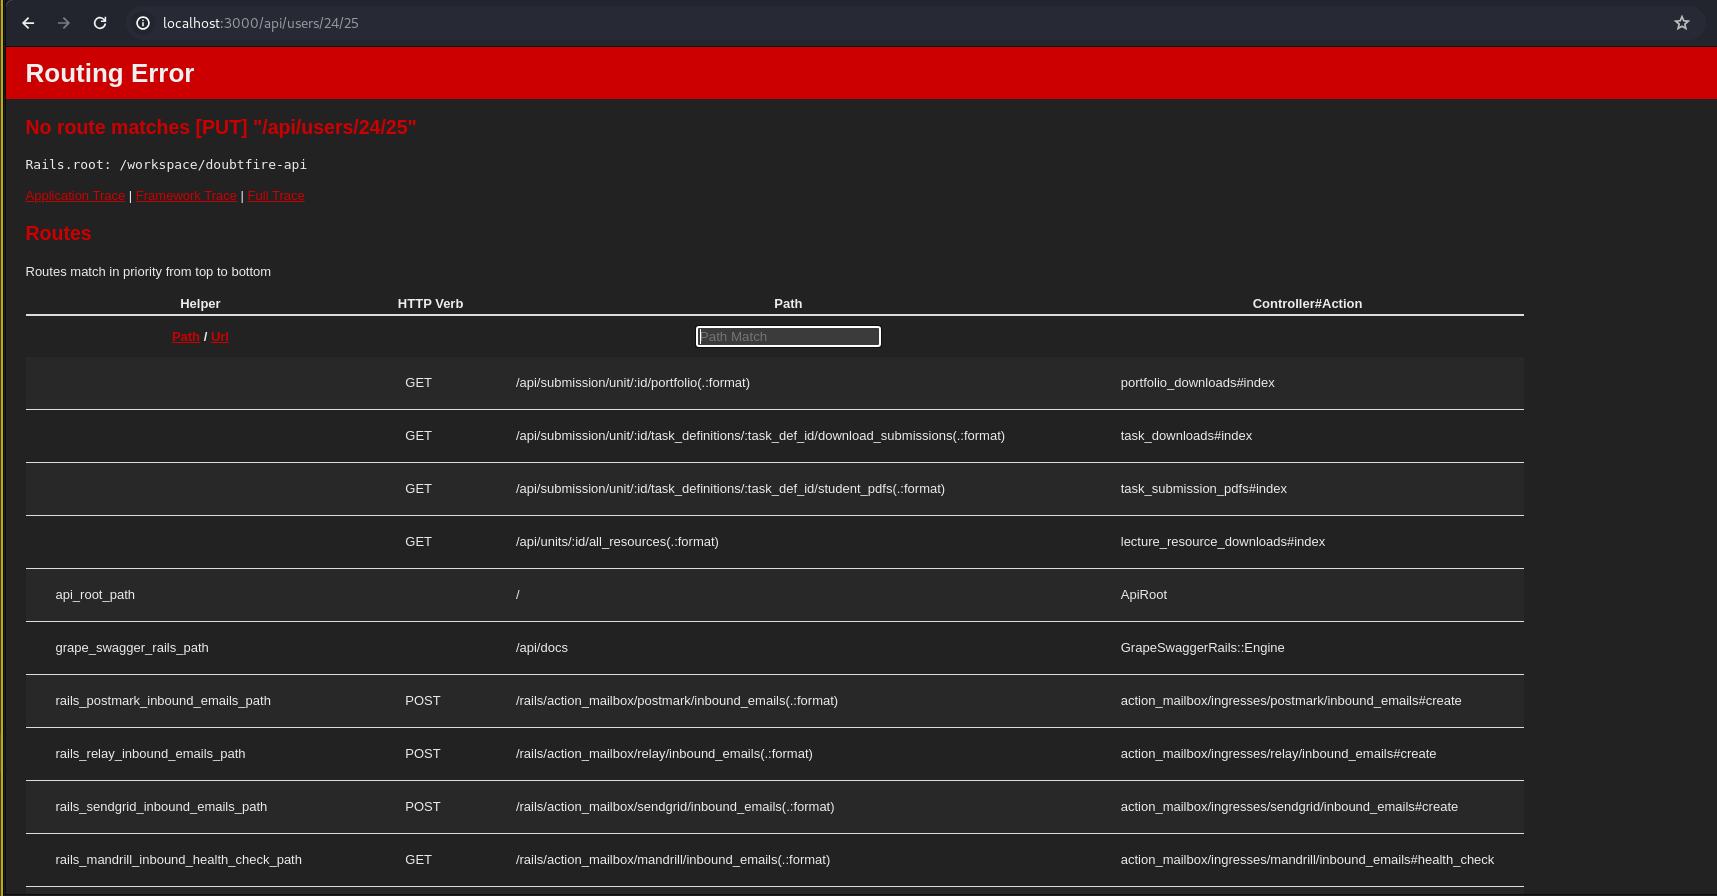 localhost:3000/api/users/24/25
Routing Error
No route matches [PUT] "/api/users/24/25"
Rails.root: /workspace/doubtfire-api
Application Trace | Framework Trace | Full Trace
Routes
Routes match in priority from top to bottom
Helper HTTP Verb Path Controller#Action
Path / Url Path Match
GET /api/submission/unit/:id/portfolio(.:format) portfolio_downloads#index
GET /api/submission/unit/:id/task_definitions/:task_def_id/download_submissions(.:format) task_downloads#index
GET /api/submission/unit/:id/task_definitions/:task_def_id/student_pdfs(.:format) task_submission_pdfs#index
GET /api/units/:id/all_resources(.:format) lecture_resource_downloads#index
api_root_path / ApiRoot
grape_swagger_rails_path /api/docs GrapeSwaggerRails::Engine
rails_postmark_inbound_emails_path POST /rails/action_mailbox/postmark/inbound_emails(.:format) action_mailbox/ingresses/postmark/inbound_emails#create
rails_relay_inbound_emails_path POST /rails/action_mailbox/relay/inbound_emails(.:format) action_mailbox/ingresses/relay/inbound_emails#create
rails_sendgrid_inbound_emails_path POST /rails/action_mailbox/sendgrid/inbound_emails(.:format) action_mailbox/ingresses/sendgrid/inbound_emails#create
rails_mandrill_inbound_health_check_path GET /rails/action_mailbox/mandrill/inbound_emails(.:format) action_mailbox/ingresses/mandrill/inbound_emails#health_check